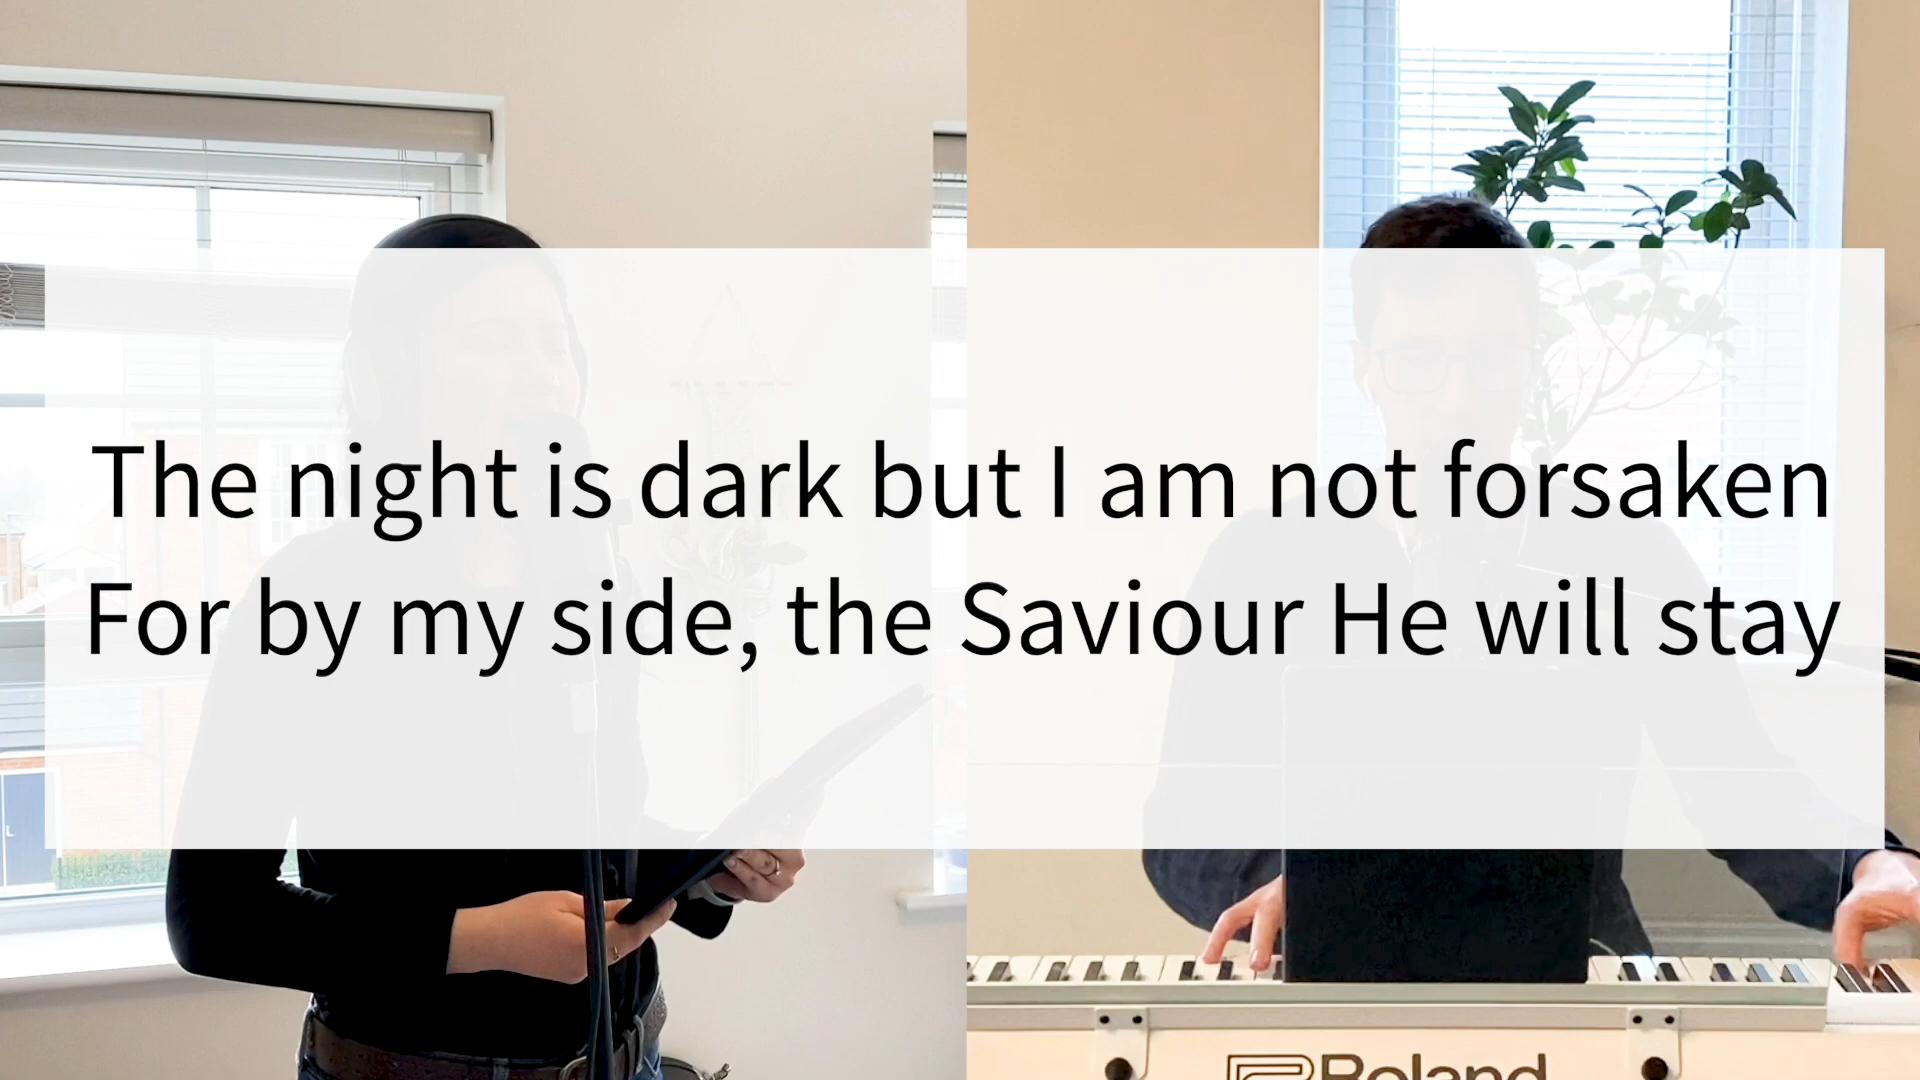 The night is dark but I am not forsaken
For by my side, the Saviour He will stay
Roland